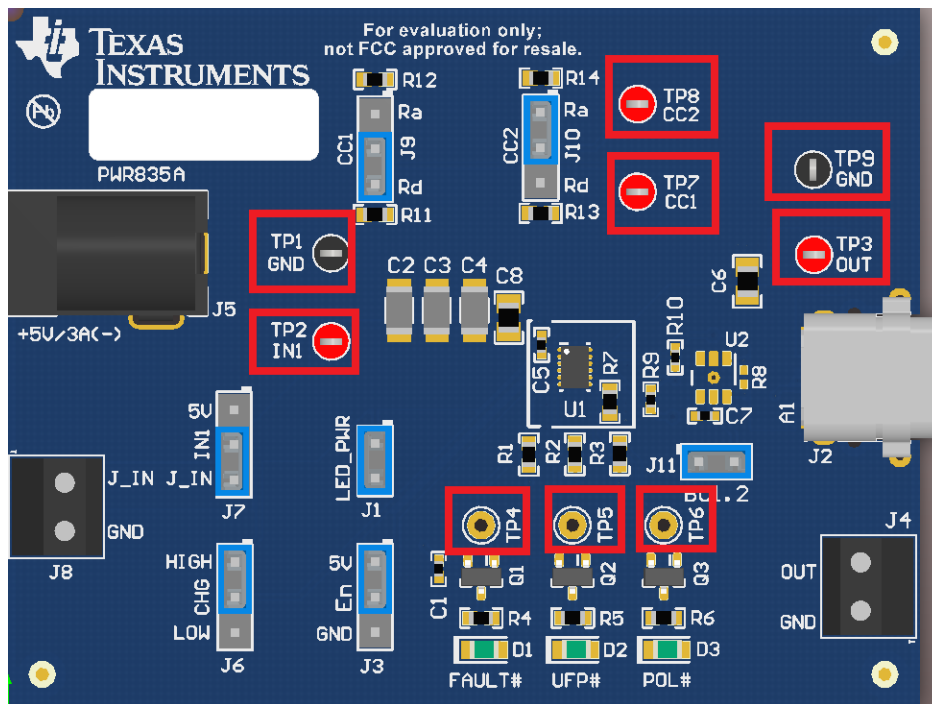 TEXAS
INSTRUMENTS
For evaluation only;
not FCC approved for resale.
Pb
PWR835A
R12
Ra
CC1
J9
Rd
R11
R14
Ra
CC2
J10
Rd
R13
TP8
CC2
TP7
CC1
TP9
GND
TP3
OUT
TP1
GND
TP2
IN1
J5
+5V/3A(-)
C2
C3
C4
C8
C6
C5
R7
U1
R9
R10
U2
R8
C7
A1
J2
5V
IN1
J_IN
J7
LED_PWR
J1
R1
R2
R3
J11
J_IN
GND
J8
TP4
TP5
TP6
J4
OUT
GND
HIGH
CHG
LOW
J6
5V
En
GND
J3
C1
Q1
Q2
Q3
R4
R5
R6
D1
D2
D3
FAULT#
UFP#
POL#